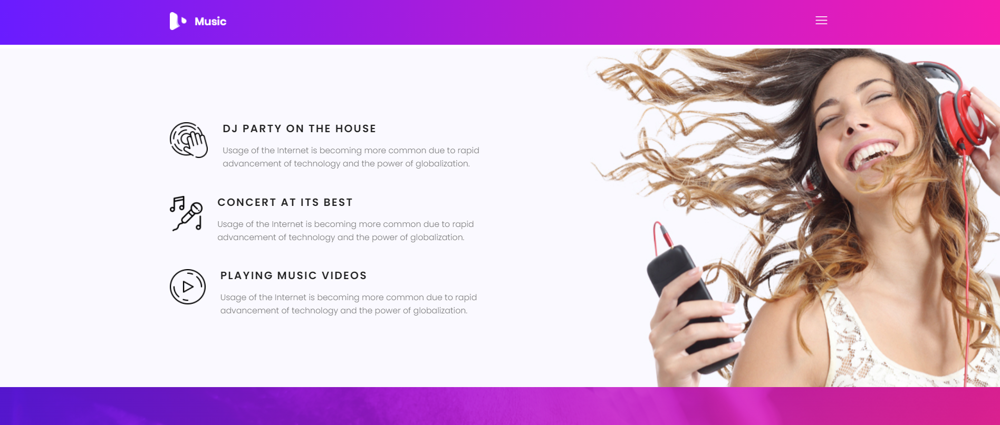 Music
DJ PARTY ON THE HOUSE
Usage of the Internet is becoming more common due to rapid
advancement of technology and the power of globalization.
CONCERT AT ITS BEST
Usage of the Internet is becoming more common due to rapid
advancement of technology and the power of globalization.
PLAYING MUSIC VIDEOS
Usage of the Internet is becoming more common due to rapid
advancement of technology and the power of globalization.